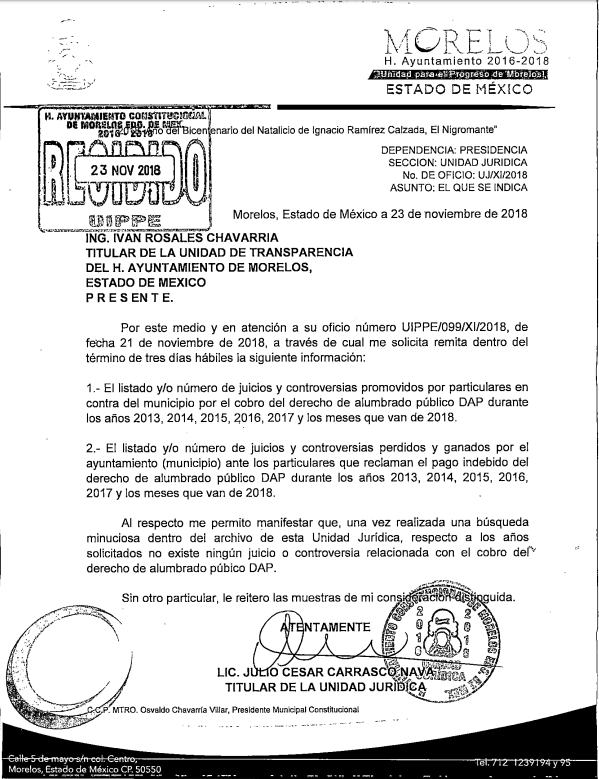 MORELOS
H. Ayuntamiento 2016-2018
¡Unidad para el Progreso de Morelos!
ESTADO DE MÉXICO
H. AYUNTAMIENTO CONSTITUCIONAL
DE MORELOS EDO. DE MEX.
2016 - 2018
del Bicentenario del Natalicio de Ignacio Ramírez Calzada, El Nigromante"
RECIBIDO
23 NOV 2018
UIPPE
DEPENDENCIA: PRESIDENCIA
SECCION: UNIDAD JURIDICA
No. DE OFICIO: UJ/XI/2018
ASUNTO: EL QUE SE INDICA
Morelos, Estado de México a 23 de noviembre de 2018
ING. IVAN ROSALES CHAVARRIA
TITULAR DE LA UNIDAD DE TRANSPARENCIA
DEL H. AYUNTAMIENTO DE MORELOS,
ESTADO DE MEXICO
P R E S E N T E.
Por este medio y en atención a su oficio número UIPPE/099/XI/2018, de
fecha 21 de noviembre de 2018, a través de cual me solicita remita dentro del
término de tres días hábiles la siguiente información:
1.- El listado y/o número de juicios y controversias promovidos por particulares en
contra del municipio por el cobro del derecho de alumbrado público DAP durante
los años 2013, 2014, 2015, 2016, 2017 y los meses que van de 2018.
2.- El listado y/o número de juicios y controversias perdidos y ganados por el
ayuntamiento (municipio) ante los particulares que reclaman el pago indebido del
derecho de alumbrado público DAP durante los años 2013, 2014, 2015, 2016,
2017 y los meses que van de 2018.
Al respecto me permito manifestar que, una vez realizada una búsqueda
minuciosa dentro del archivo de esta Unidad Jurídica, respecto a los años
solicitados no existe ningún juicio o controversia relacionada con el cobro del
derecho de alumbrado púbico DAP.
Sin otro particular, le reitero las muestras de mi consideración distinguida.
ATENTAMENTE
LIC. JULIO CESAR CARRASCO NAVA
TITULAR DE LA UNIDAD JURIDICA
C.C.P. MTRO. Osvaldo Chavarría Villar, Presidente Municipal Constitucional
Calle 5 de mayo s/n col. Centro,
Morelos, Estado de México CP. 50550
Tel. 712 1239194 y 95